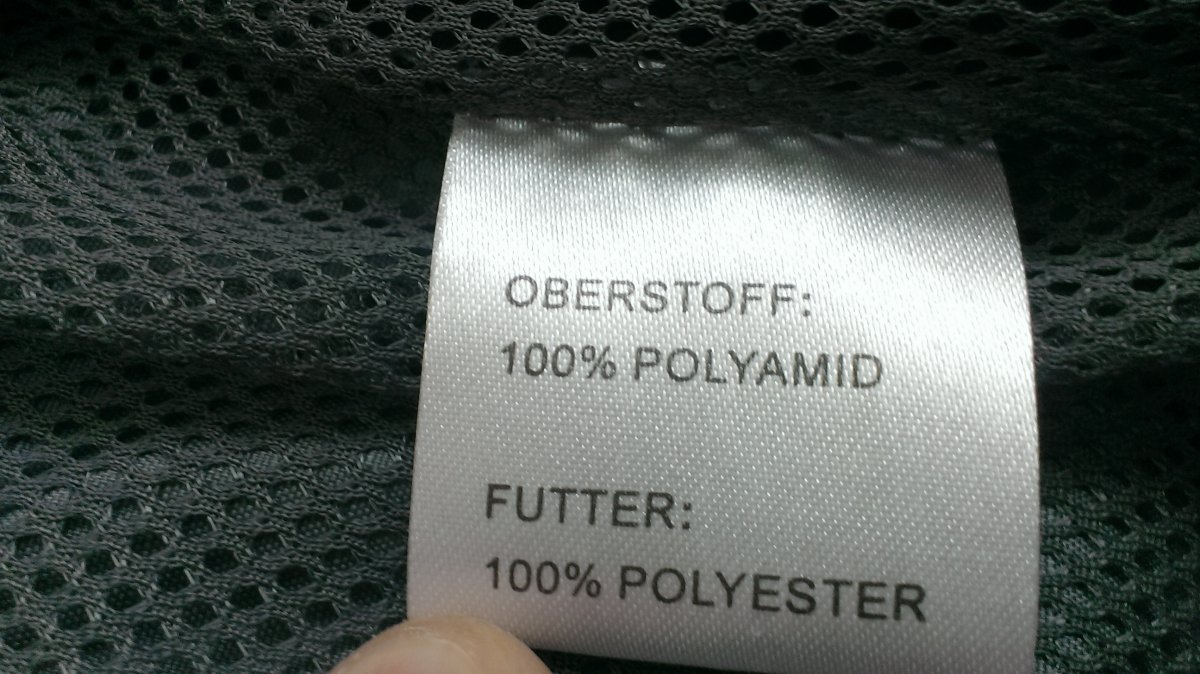 OBERSTOFF:
100% POLYAMID
FUTTER:
100% POLYESTER